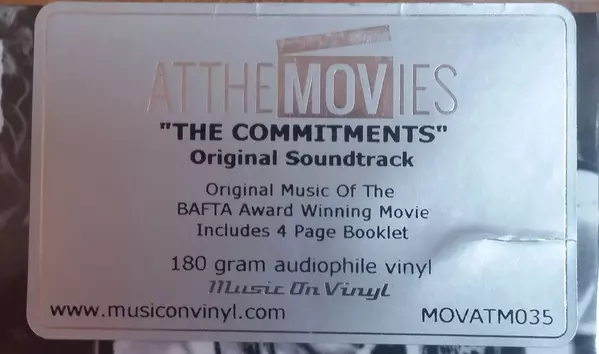 ATTHEMOVIES
"THE COMMITMENTS"
Original Soundtrack
Original Music Of The
BAFTA Award Winning Movie
Includes 4 Page Booklet
180 gram audiophile vinyl
Music On Vinyl
www.musiconvinyl.com MOVATM035